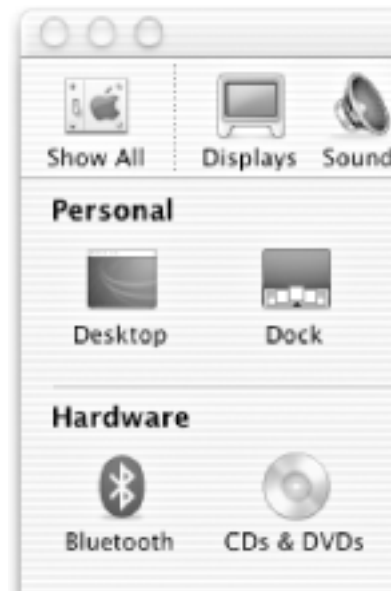 Show All Displays Sound
Personal
Desktop Dock
Hardware
Bluetooth CDs & DVDs